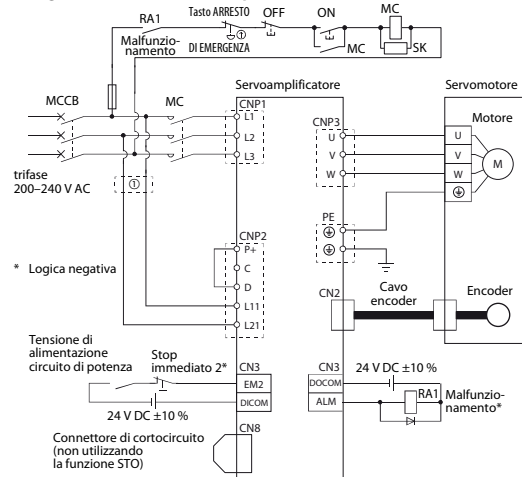 Tasto ARRESTO
DI EMERGENZA
OFF
ON
MC
RA1
Malfunzio-
namento
MC
SK
Servoamplificatore
Servomotore
MCCB
MC
CNP1
L1
L2
L3
CNP3
U
V
W
Motore
U
V
W
M
trifase
200–240 V AC
①
PE
CNP2
P+
C
D
L11
L21
* Logica negativa
CN2
Cavo
encoder
Encoder
Tensione di
alimentazione
circuito di potenza
Stop
immediato 2*
CN3
EM2
DICOM
24 V DC ±10 %
CN3
DOCOM
ALM
24 V DC ±10 %
RA1
Malfunzio-
namento*
CN8
Connettore di cortocircuito
(non utilizzando
la funzione STO)
①